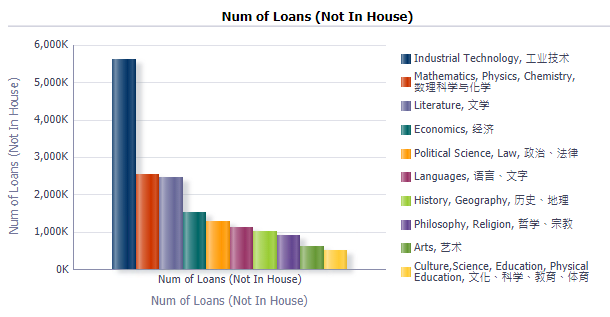 Num of Loans (Not In House)
Num of Loans (Not In House)
6,000K
5,000K
4,000K
3,000K
2,000K
1,000K
0K
Num of Loans (Not In House)
Num of Loans (Not In House)
Industrial Technology, 工业技术
Mathematics, Physics, Chemistry,
数理科学与化学
Literature, 文学
Economics, 经济
Political Science, Law, 政治、法律
Languages, 语言、文字
History, Geography, 历史、地理
Philosophy, Religion, 哲学、宗教
Arts, 艺术
Culture,Science, Education, Physical
Education, 文化、科学、教育、体育